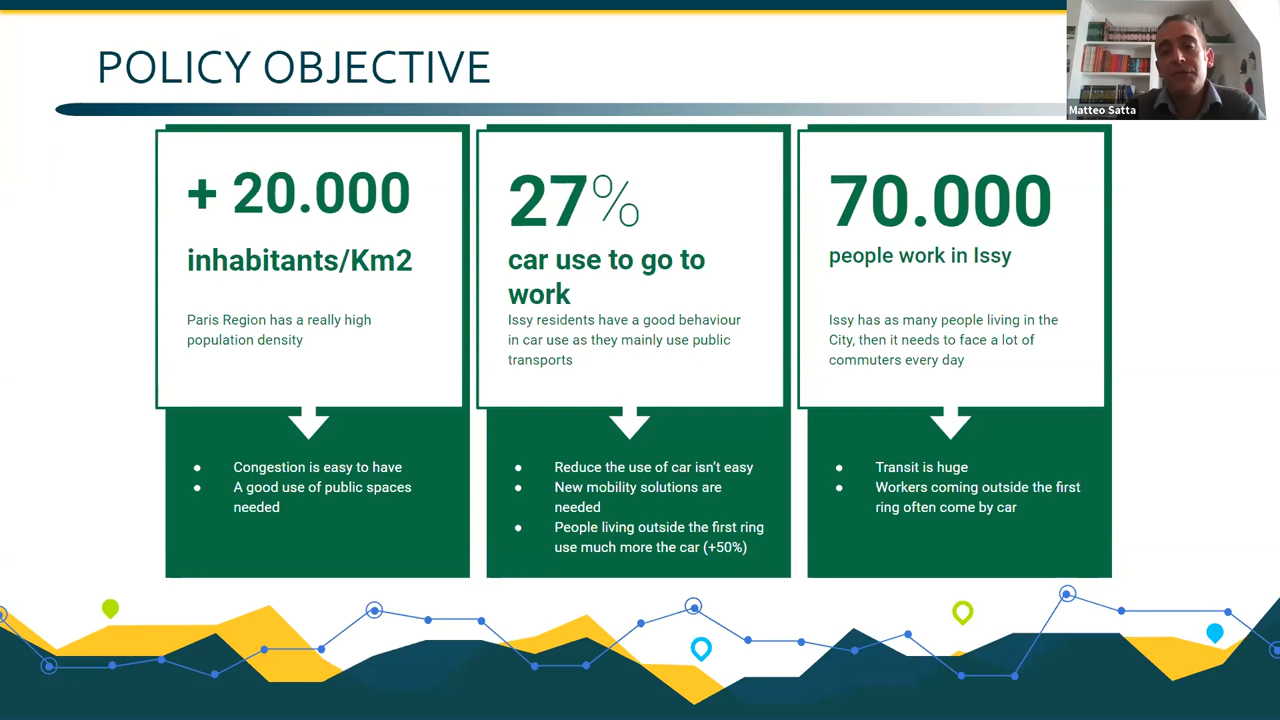 POLICY OBJECTIVE
Matteo Satta
+ 20.000
inhabitants/Km2
Paris Region has a really high
population density
● Congestion is easy to have
● A good use of public spaces
needed
27%
car use to go to
work
Issy residents have a good behaviour
in car use as they mainly use public
transports
● Reduce the use of car isn't easy
● New mobility solutions are
needed
● People living outside the first ring
use much more the car (+50%)
70.000
people work in Issy
Issy has as many people living in the
City, then it needs to face a lot of
commuters every day
● Transit is huge
● Workers coming outside the first
ring often come by car